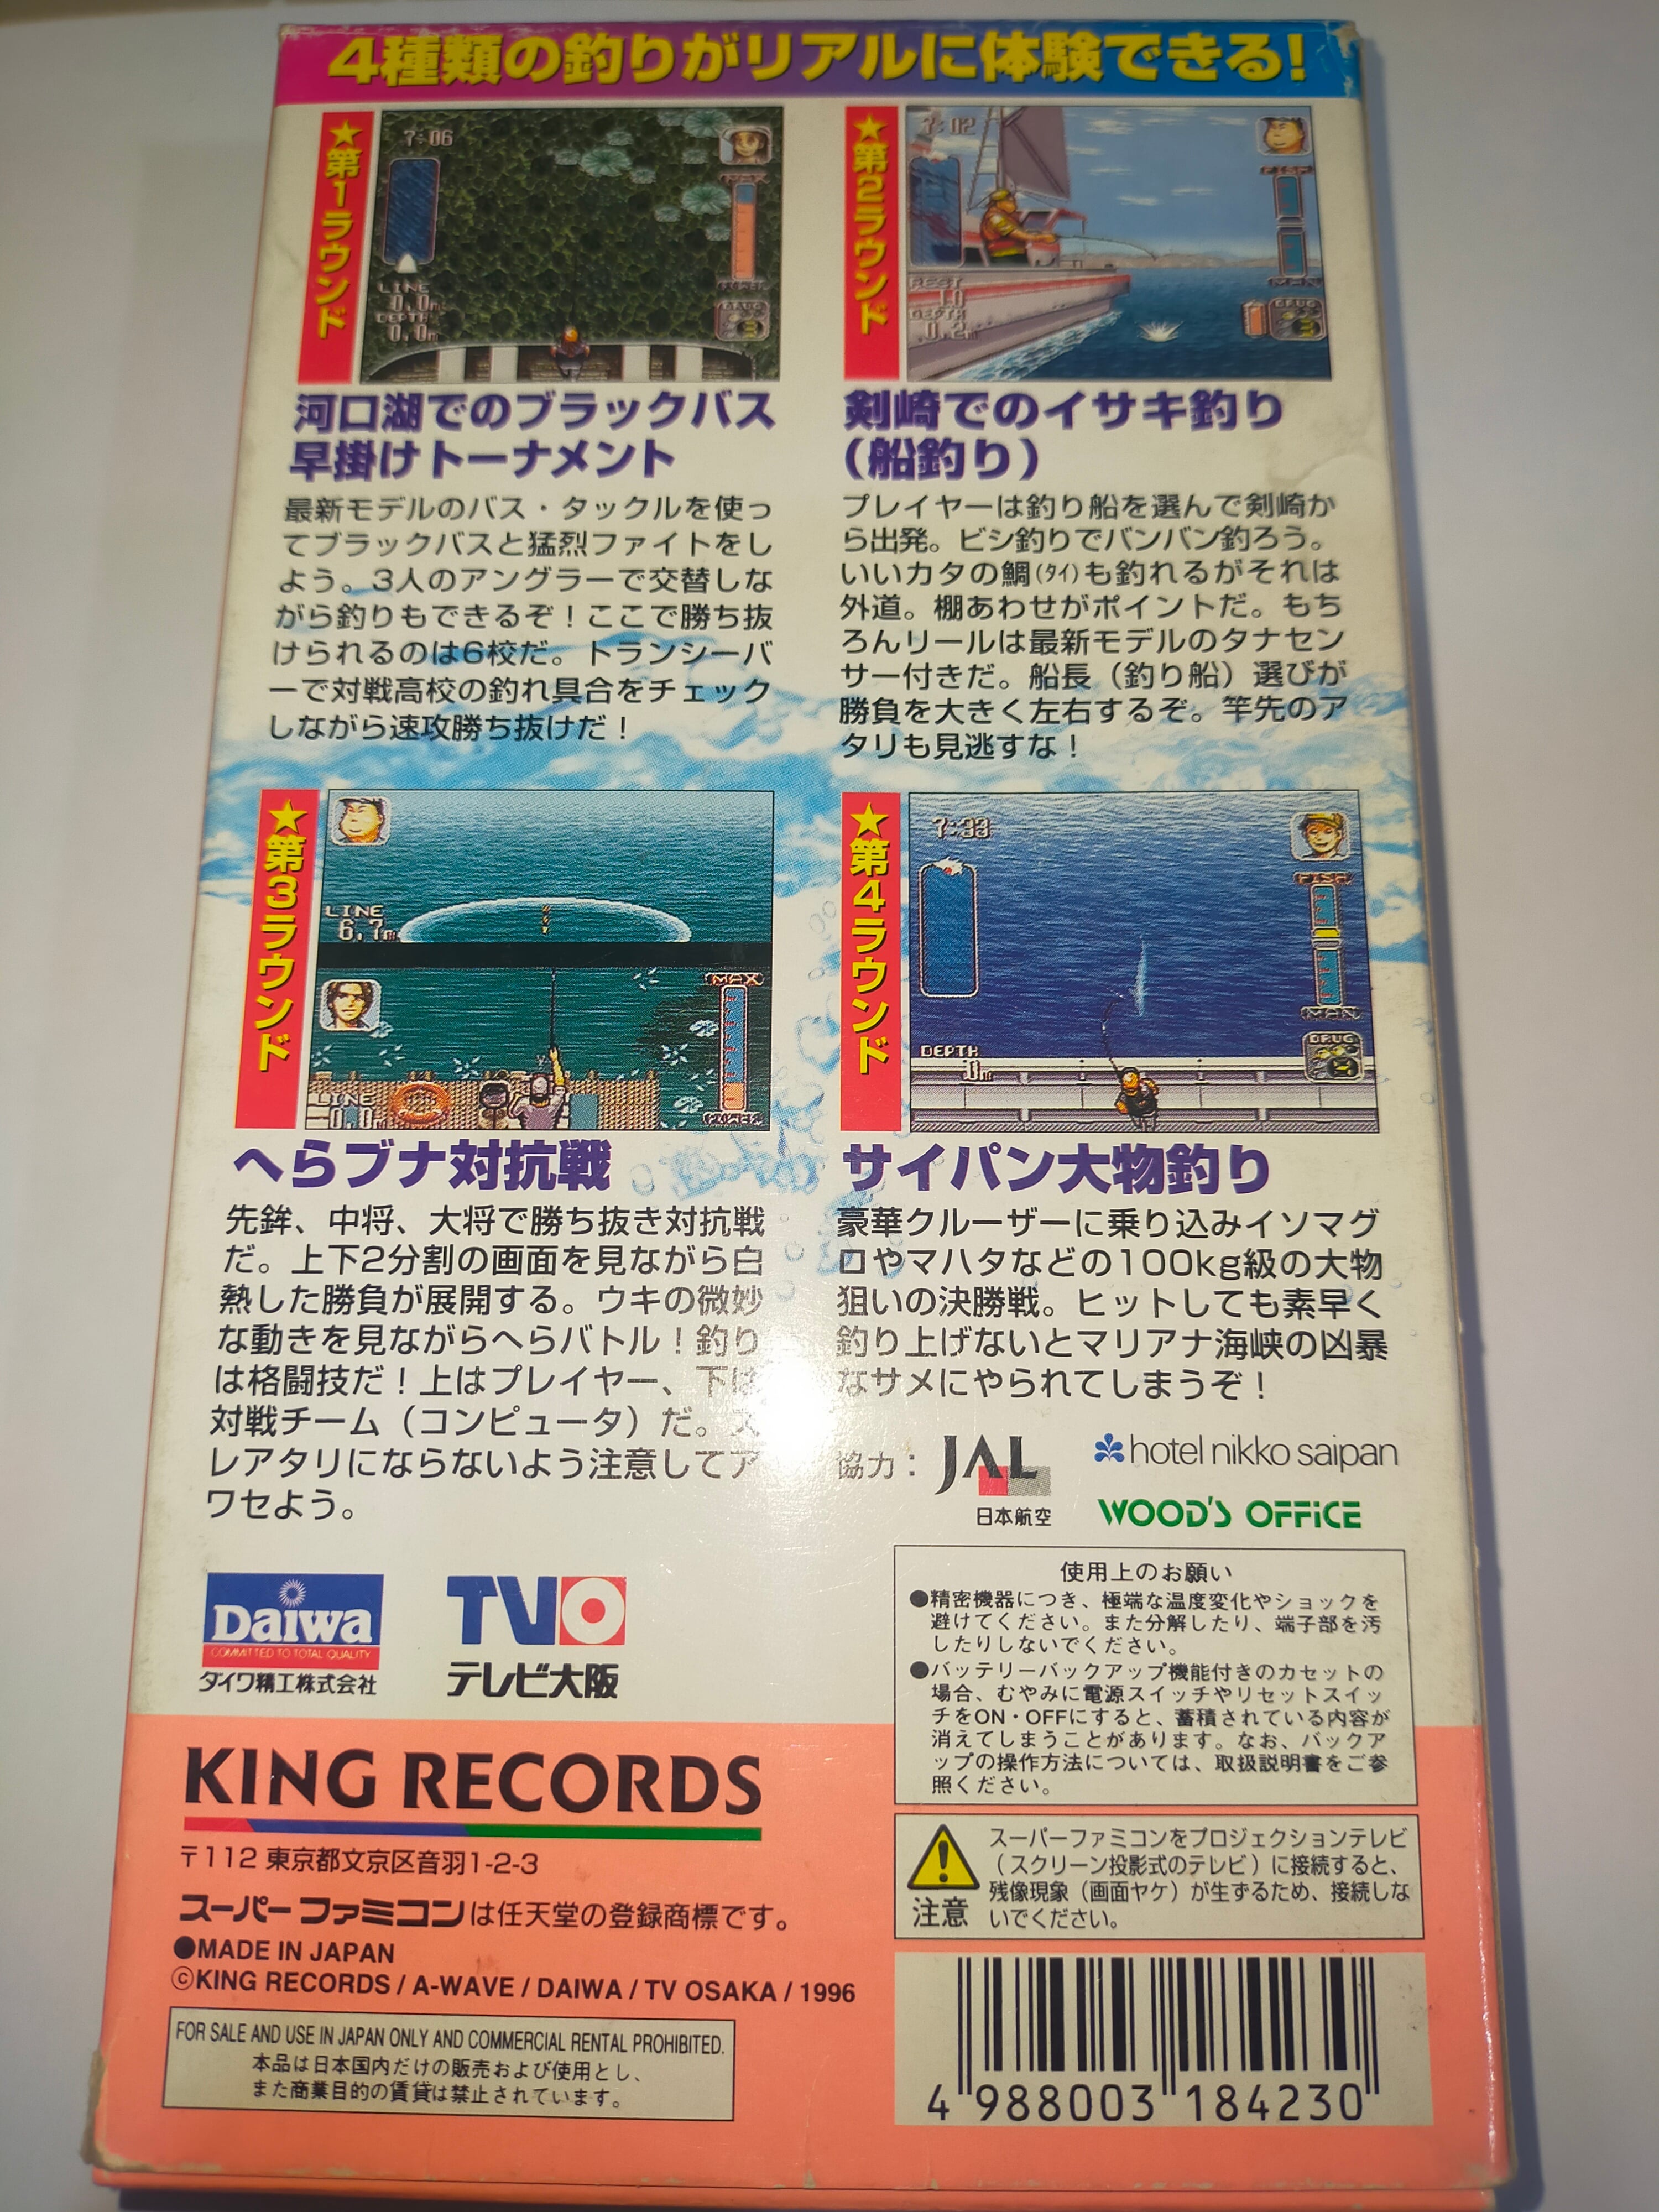 4種類の釣りがリアルに体験できる!
★第1ラウンド
7:06
MAX
LINE
0.0m
DEPTH
0.0m
河口湖でのブラックバス
早掛けトーナメント
最新モデルのバス・タックルを使っ
てブラックバスと猛烈ファイトをし
よう。3人のアングラーで交替しな
がら釣りもできるぞ！ここで勝ち抜
けられるのは6校だ。トランシーバ
ーで対戦高校の釣れ具合をチェック
しながら速攻勝ち抜けだ！
★第2ラウンド
7:02
FISH
REST
10
DEPTH
0.2m
MAN
DRUG
剣崎でのイサキ釣り
（船釣り）
プレイヤーは釣り船を選んで剣崎か
ら出発。ビシ釣りでバンバン釣ろう。
いいカタの鯛(タイ)も釣れるがそれは
外道。棚あわせがポイントだ。もち
ろんリールは最新モデルのタナセン
サー付きだ。船長（釣り船）選びが
勝負を大きく左右するぞ。竿先のア
タリも見逃すな！
★第3ラウンド
LINE
6.7m
MAX
LINE
0.0m
POWER
へらブナ対抗戦
先鉾、中将、大将で勝ち抜き対抗戦
だ。上下2分割の画面を見ながら白
熱した勝負が展開する。ウキの微妙
な動きを見ながらへらバトル！釣り
は格闘技だ！上はプレイヤー、下は
対戦チーム（コンピュータ）だ。ス
レアタリにならないよう注意してア
ワセよう。
★第4ラウンド
7:33
FISH
MAN
DEPTH
0m
DRUG
サイパン大物釣り
豪華クルーザーに乗り込みイソマグ
ロやマハタなどの100kg級の大物
狙いの決勝戦。ヒットしても素早く
釣り上げないとマリアナ海峡の凶暴
なサメにやられてしまうぞ！
協力：
JAL
日本航空
hotel nikko saipan
WOOD'S OFFiCE
Daiwa
COMMITTED TO TOTAL QUALITY
ダイワ精工株式会社
TVO
テレビ大阪
使用上のお願い
●精密機器につき、極端な温度変化やショックを
避けてください。また分解したり、端子部を汚
したりしないでください。
●バッテリーバックアップ機能付きのカセットの
場合、むやみに電源スイッチやリセットスイッ
チをON・OFFにすると、蓄積されている内容が
消えてしまうことがあります。なお、バックア
ップの操作方法については、取扱説明書をご参
照ください。
注意
スーパーファミコンをプロジェクションテレビ
（スクリーン投影式のテレビ）に接続すると、
残像現象（画面ヤケ）が生ずるため、接続しな
いでください。
KING RECORDS
〒112 東京都文京区音羽1-2-3
スーパーファミコンは任天堂の登録商標です。
●MADE IN JAPAN
©KING RECORDS / A-WAVE / DAIWA / TV OSAKA / 1996
FOR SALE AND USE IN JAPAN ONLY AND COMMERCIAL RENTAL PROHIBITED.
本品は日本国内だけの販売および使用とし、
また商業目的の賃貸は禁止されています。
4 988003 184230